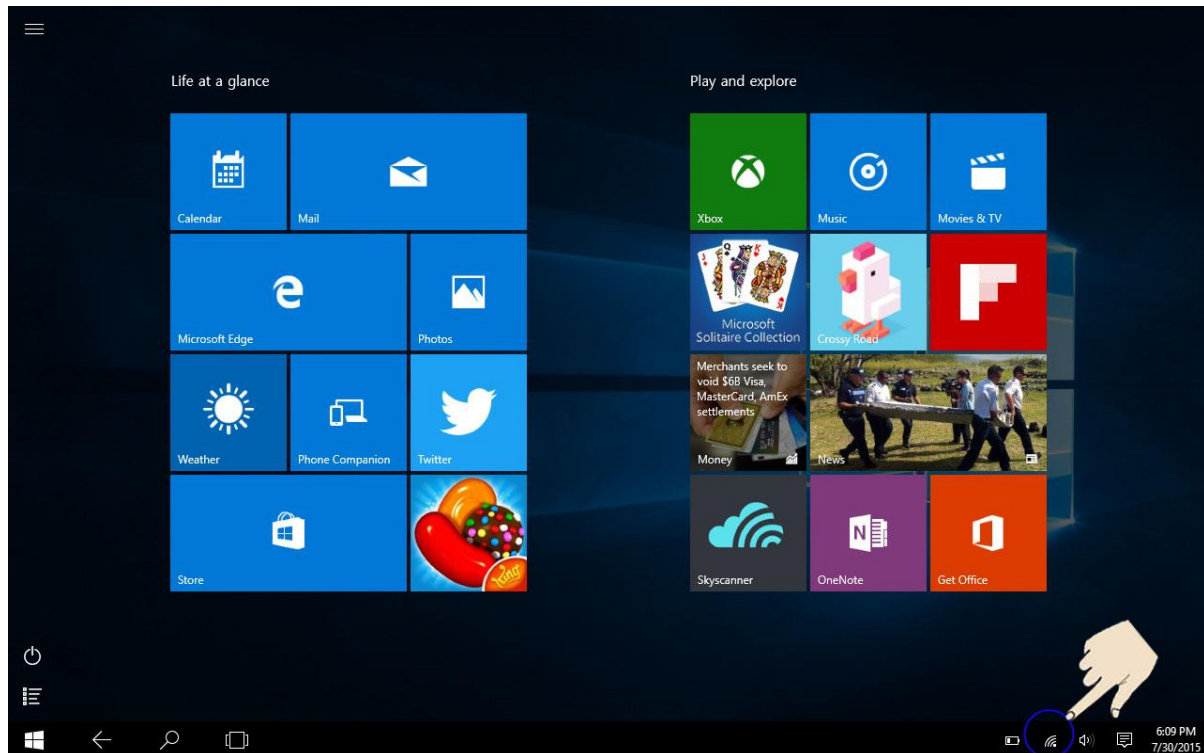 Life at a glance
Play and explore
Calendar
Mail
Xbox
Music
Movies & TV
Microsoft Edge
Photos
J
Q
K
Microsoft
Solitaire Collection
Crossy Road
Weather
Phone Companion
Twitter
Merchants seek to
void $6B Visa,
MasterCard, AmEx
settlements
Money
News
Store
King
Skyscanner
N
OneNote
Get Office
6:09 PM
7/30/2015